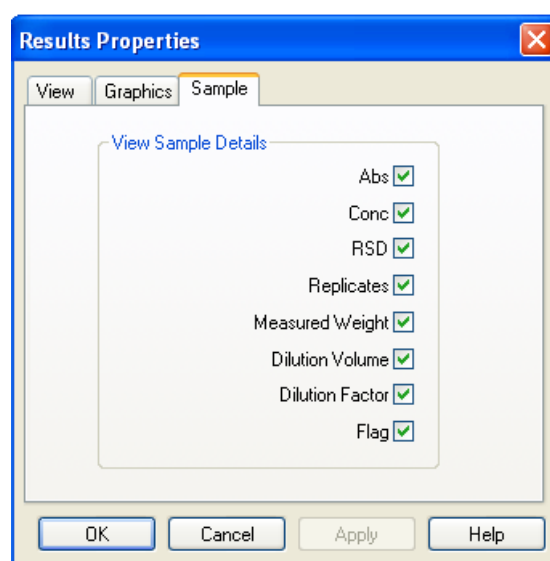 Results Properties
View Graphics Sample
View Sample Details
Abs
Conc
RSD
Replicates
Measured Weight
Dilution Volume
Dilution Factor
Flag
OK Cancel Apply Help